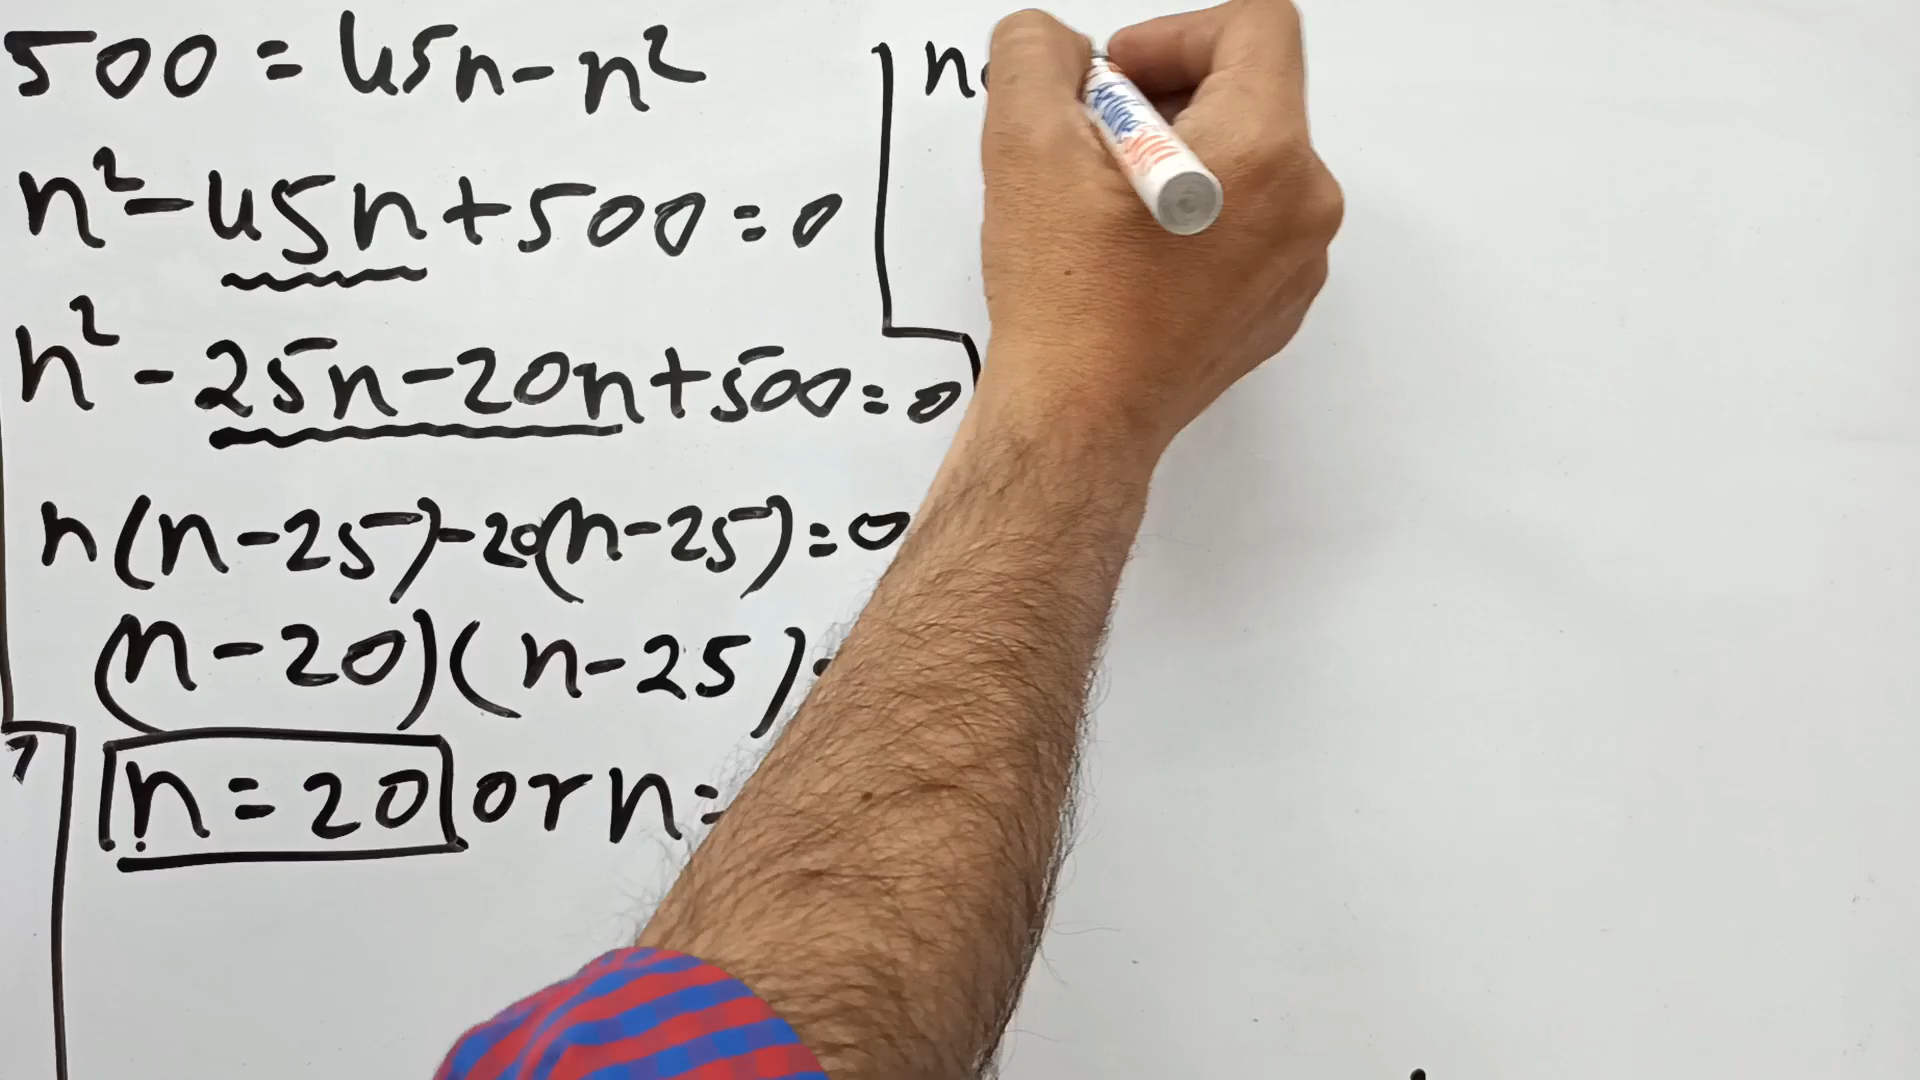 500 = 45n - n²
n² - 45n + 500 = 0
n² - 25n - 20n + 500 = 0
n(n - 25) - 20(n - 25) = 0
(n - 20)(n - 25)
n = 20 or n =
n